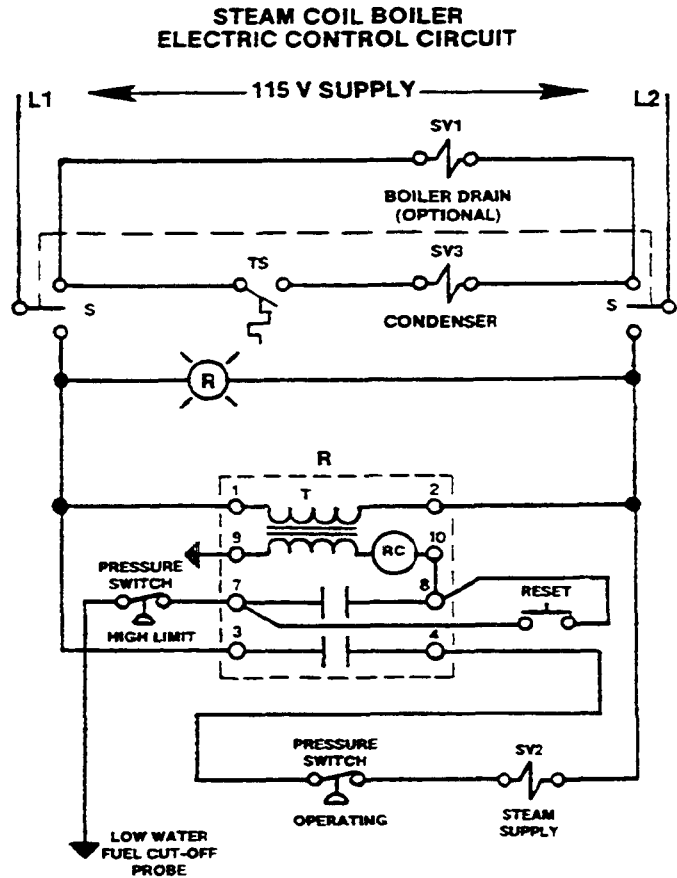 STEAM COIL BOILER
ELECTRIC CONTROL CIRCUIT
L1
115 V SUPPLY
L2
SV1
BOILER DRAIN
(OPTIONAL)
TS
SV3
S
CONDENSER
S
R
R
1
T
2
9
RC
10
PRESSURE
SWITCH
7
8
RESET
HIGH LIMIT
3
4
PRESSURE
SWITCH
SV2
OPERATING
STEAM
SUPPLY
LOW WATER
FUEL CUT-OFF
PROBE